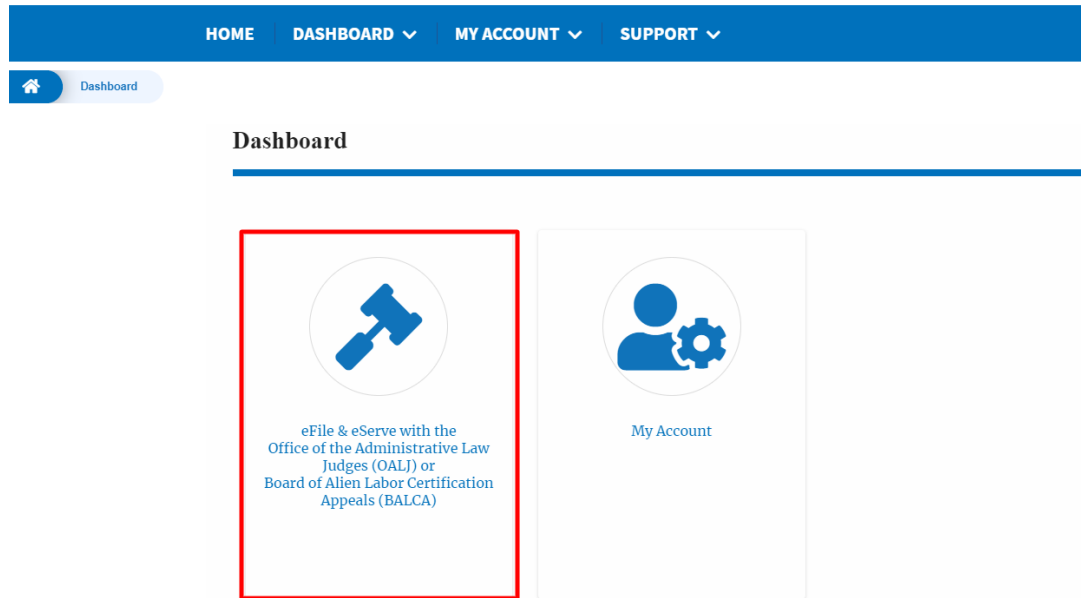 HOME DASHBOARD MY ACCOUNT SUPPORT
Dashboard
Dashboard
eFile & eServe with the
Office of the Administrative Law
Judges (OALJ) or
Board of Alien Labor Certification
Appeals (BALCA)
My Account